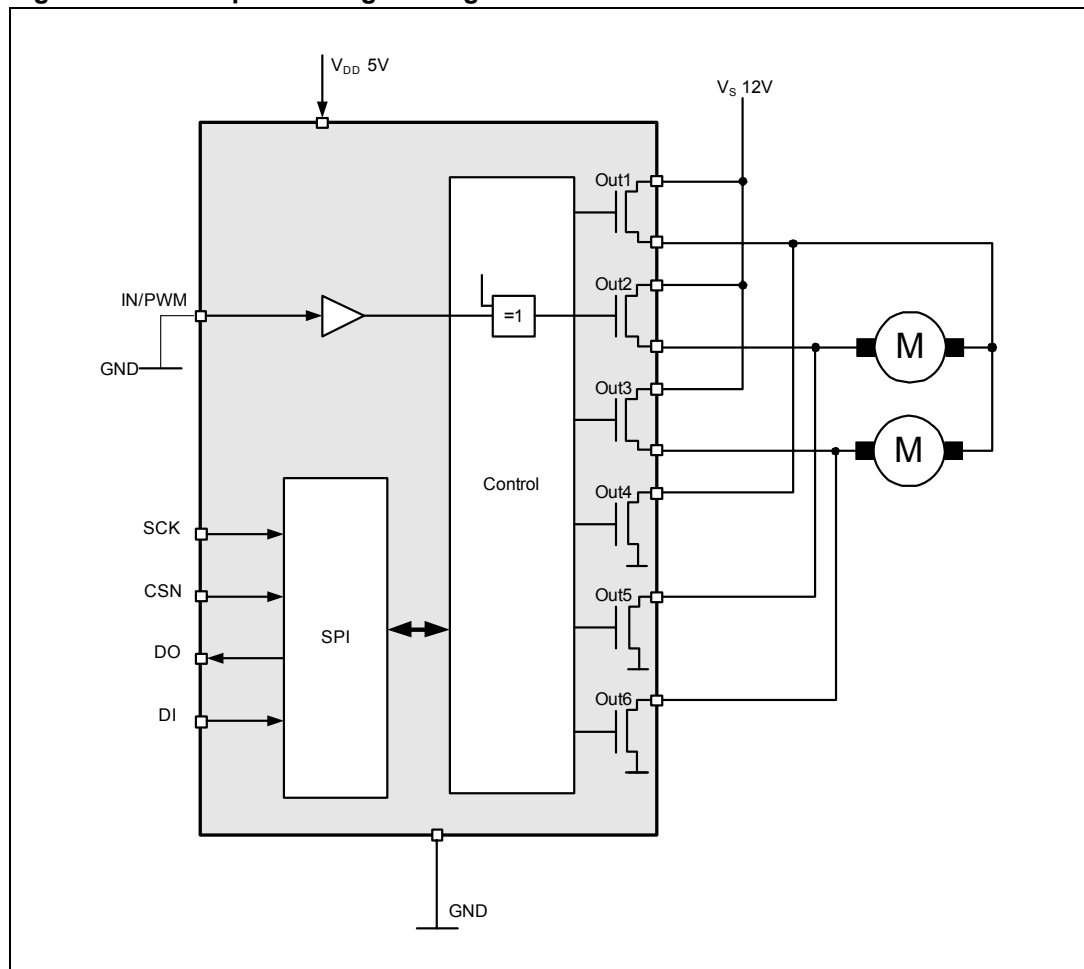 V_DD 5V
V_S 12V
Out1
IN/PWM
Out2
=1
GND
M
Out3
M
Control
Out4
SCK
CSN
Out5
SPI
DO
Out6
DI
GND